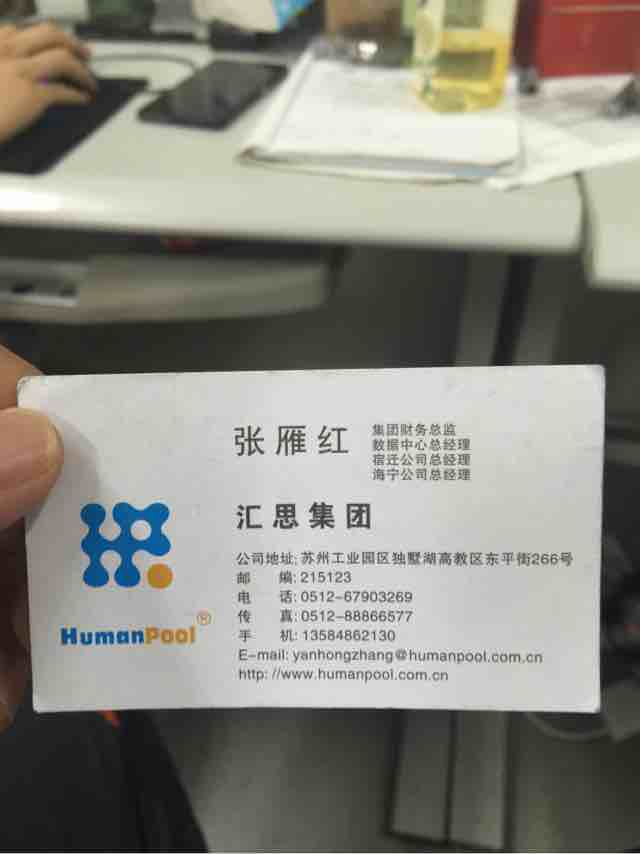 张雁红
集团财务总监
数据中心总经理
宿迁公司总经理
海宁公司总经理
汇思集团
公司地址: 苏州工业园区独墅湖高教区东平街266号
邮 编: 215123
电 话: 0512-67903269
传 真: 0512-88866577
手 机: 13584862130
E-mail: yanhongzhang@humanpool.com.cn
http: //www.humanpool.com.cn
HumanPool®